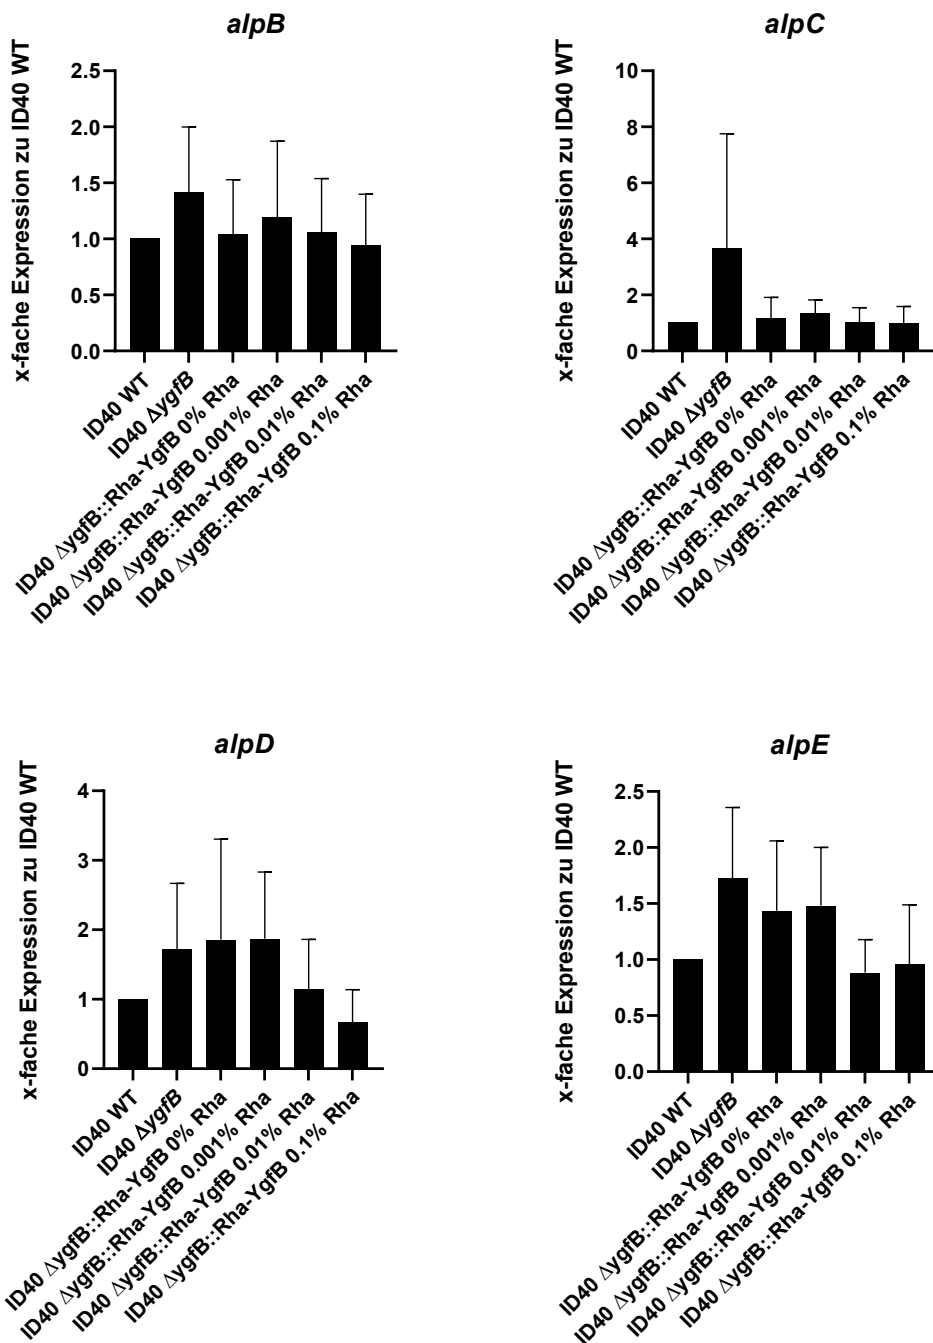 alpB
x-fache Expression zu ID40 WT
2.5
2.0
1.5
1.0
0.5
0.0
ID40 WT
ID40 ΔygfB
ID40 ΔygfB::Rha-YgfB 0% Rha
ID40 ΔygfB::Rha-YgfB 0.001% Rha
ID40 ΔygfB::Rha-YgfB 0.01% Rha
ID40 ΔygfB::Rha-YgfB 0.1% Rha
alpC
x-fache Expression zu ID40 WT
10
8
6
4
2
0
ID40 WT
ID40 ΔygfB
ID40 ΔygfB::Rha-YgfB 0% Rha
ID40 ΔygfB::Rha-YgfB 0.001% Rha
ID40 ΔygfB::Rha-YgfB 0.01% Rha
ID40 ΔygfB::Rha-YgfB 0.1% Rha
alpD
x-fache Expression zu ID40 WT
4
3
2
1
0
ID40 WT
ID40 ΔygfB
ID40 ΔygfB::Rha-YgfB 0% Rha
ID40 ΔygfB::Rha-YgfB 0.001% Rha
ID40 ΔygfB::Rha-YgfB 0.01% Rha
ID40 ΔygfB::Rha-YgfB 0.1% Rha
alpE
x-fache Expression zu ID40 WT
2.5
2.0
1.5
1.0
0.5
0.0
ID40 WT
ID40 ΔygfB
ID40 ΔygfB::Rha-YgfB 0% Rha
ID40 ΔygfB::Rha-YgfB 0.001% Rha
ID40 ΔygfB::Rha-YgfB 0.01% Rha
ID40 ΔygfB::Rha-YgfB 0.1% Rha